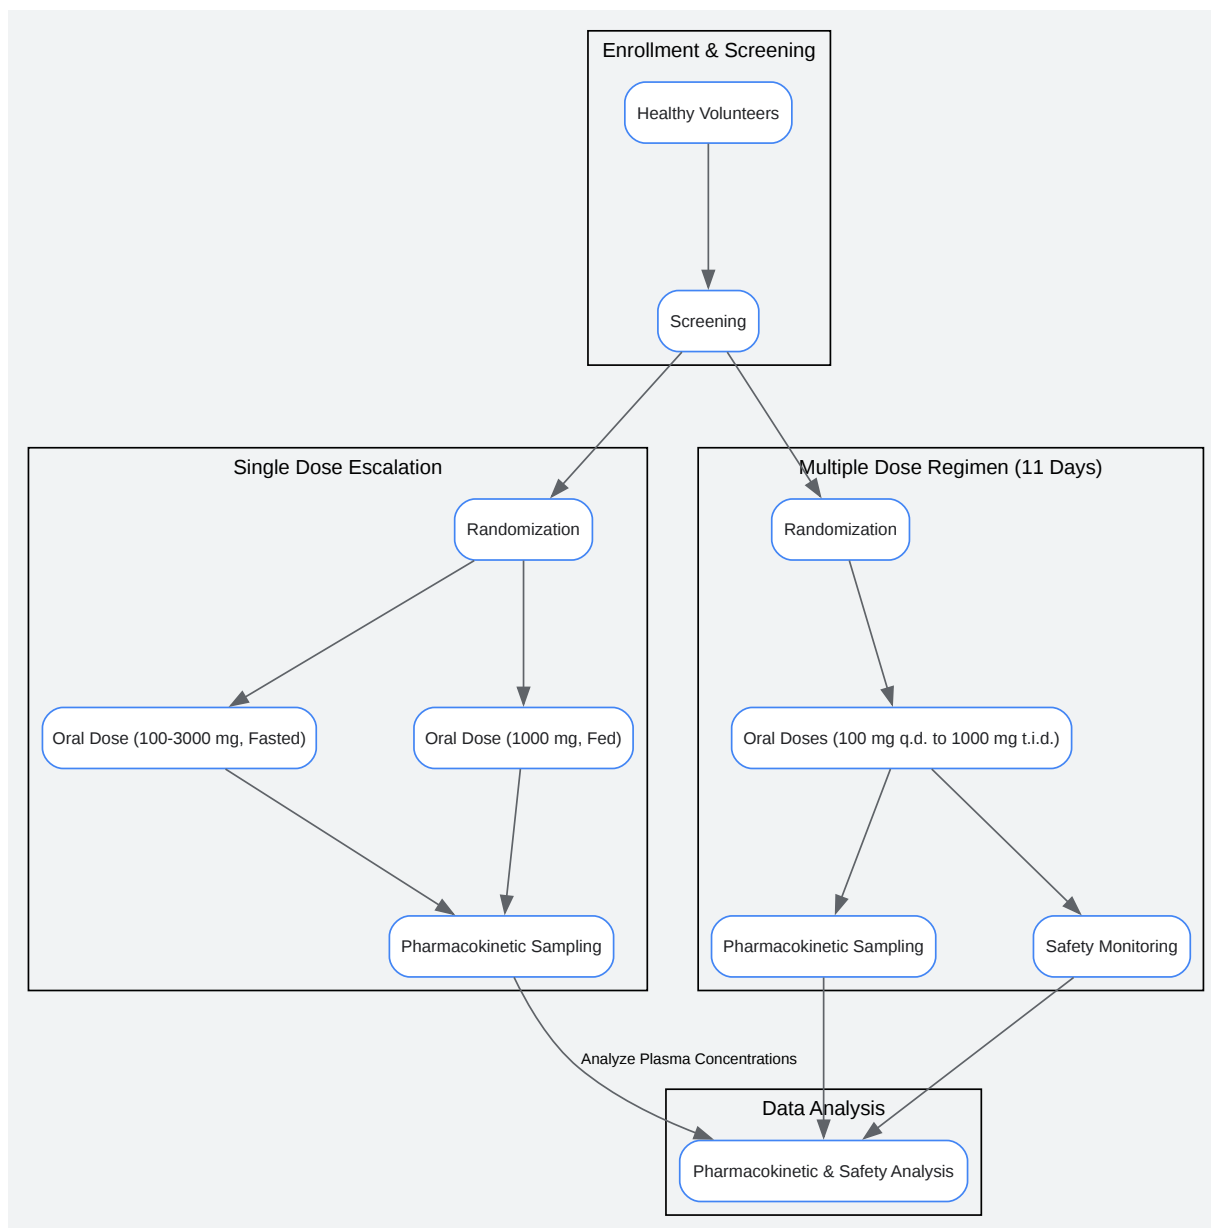 Enrollment & Screening
Healthy Volunteers
Screening
Single Dose Escalation
Randomization
Oral Dose (100-3000 mg, Fasted)
Oral Dose (1000 mg, Fed)
Pharmacokinetic Sampling
Multiple Dose Regimen (11 Days)
Randomization
Oral Doses (100 mg q.d. to 1000 mg t.i.d.)
Pharmacokinetic Sampling
Safety Monitoring
Analyze Plasma Concentrations
Data Analysis
Pharmacokinetic & Safety Analysis